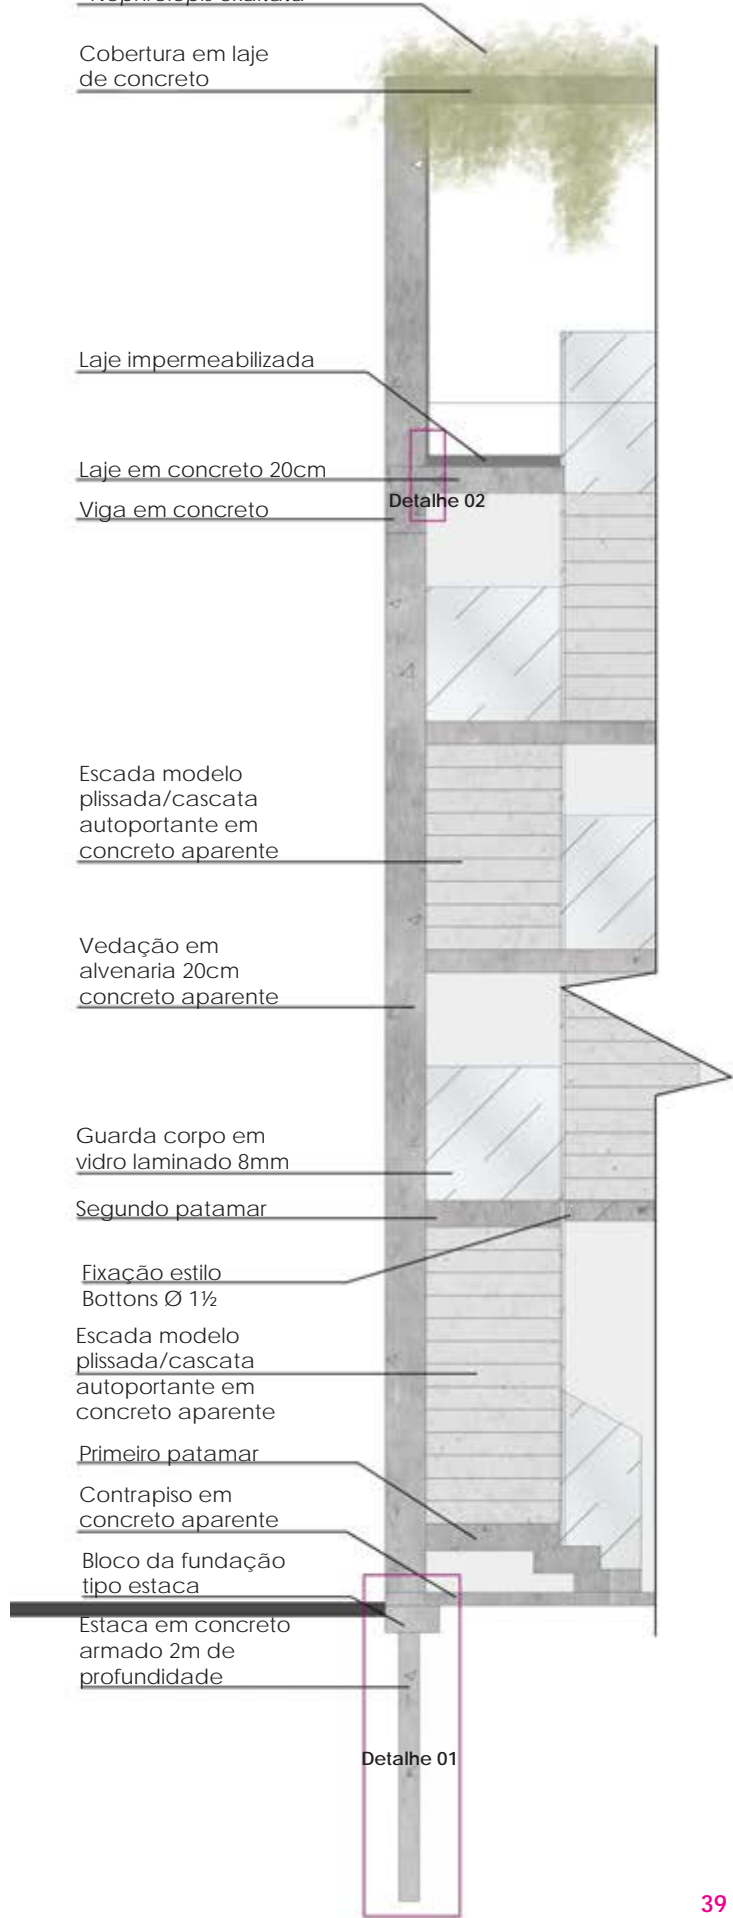 Cobertura em laje
de concreto
Laje impermeabilizada
Laje em concreto 20cm
Viga em concreto
Detalhe 02
Escada modelo
plissada/cascata
autoportante em
concreto aparente
Vedação em
alvenaria 20cm
concreto aparente
Guarda corpo em
vidro laminado 8mm
Segundo patamar
Fixação estilo
Bottons Ø 1½
Escada modelo
plissada/cascata
autoportante em
concreto aparente
Primeiro patamar
Contrapiso em
concreto aparente
Bloco da fundação
tipo estaca
Estaca em concreto
armado 2m de
profundidade
Detalhe 01
39